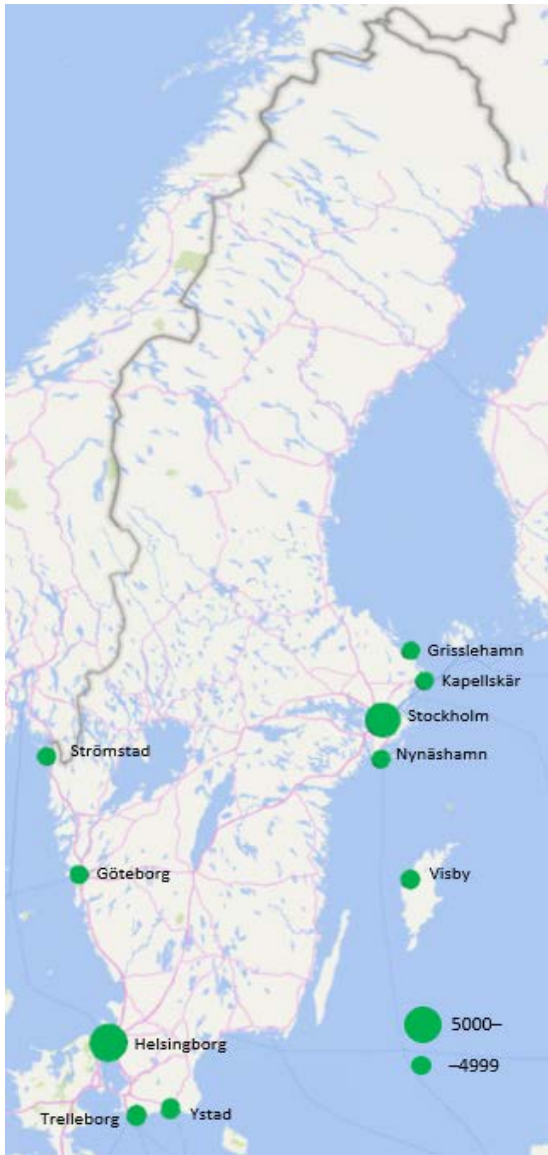 Grisslehamn
Kapellskär
Stockholm
Strömstad
Nynäshamn
Göteborg
Visby
5000–
Helsingborg
–4999
Trelleborg
Ystad